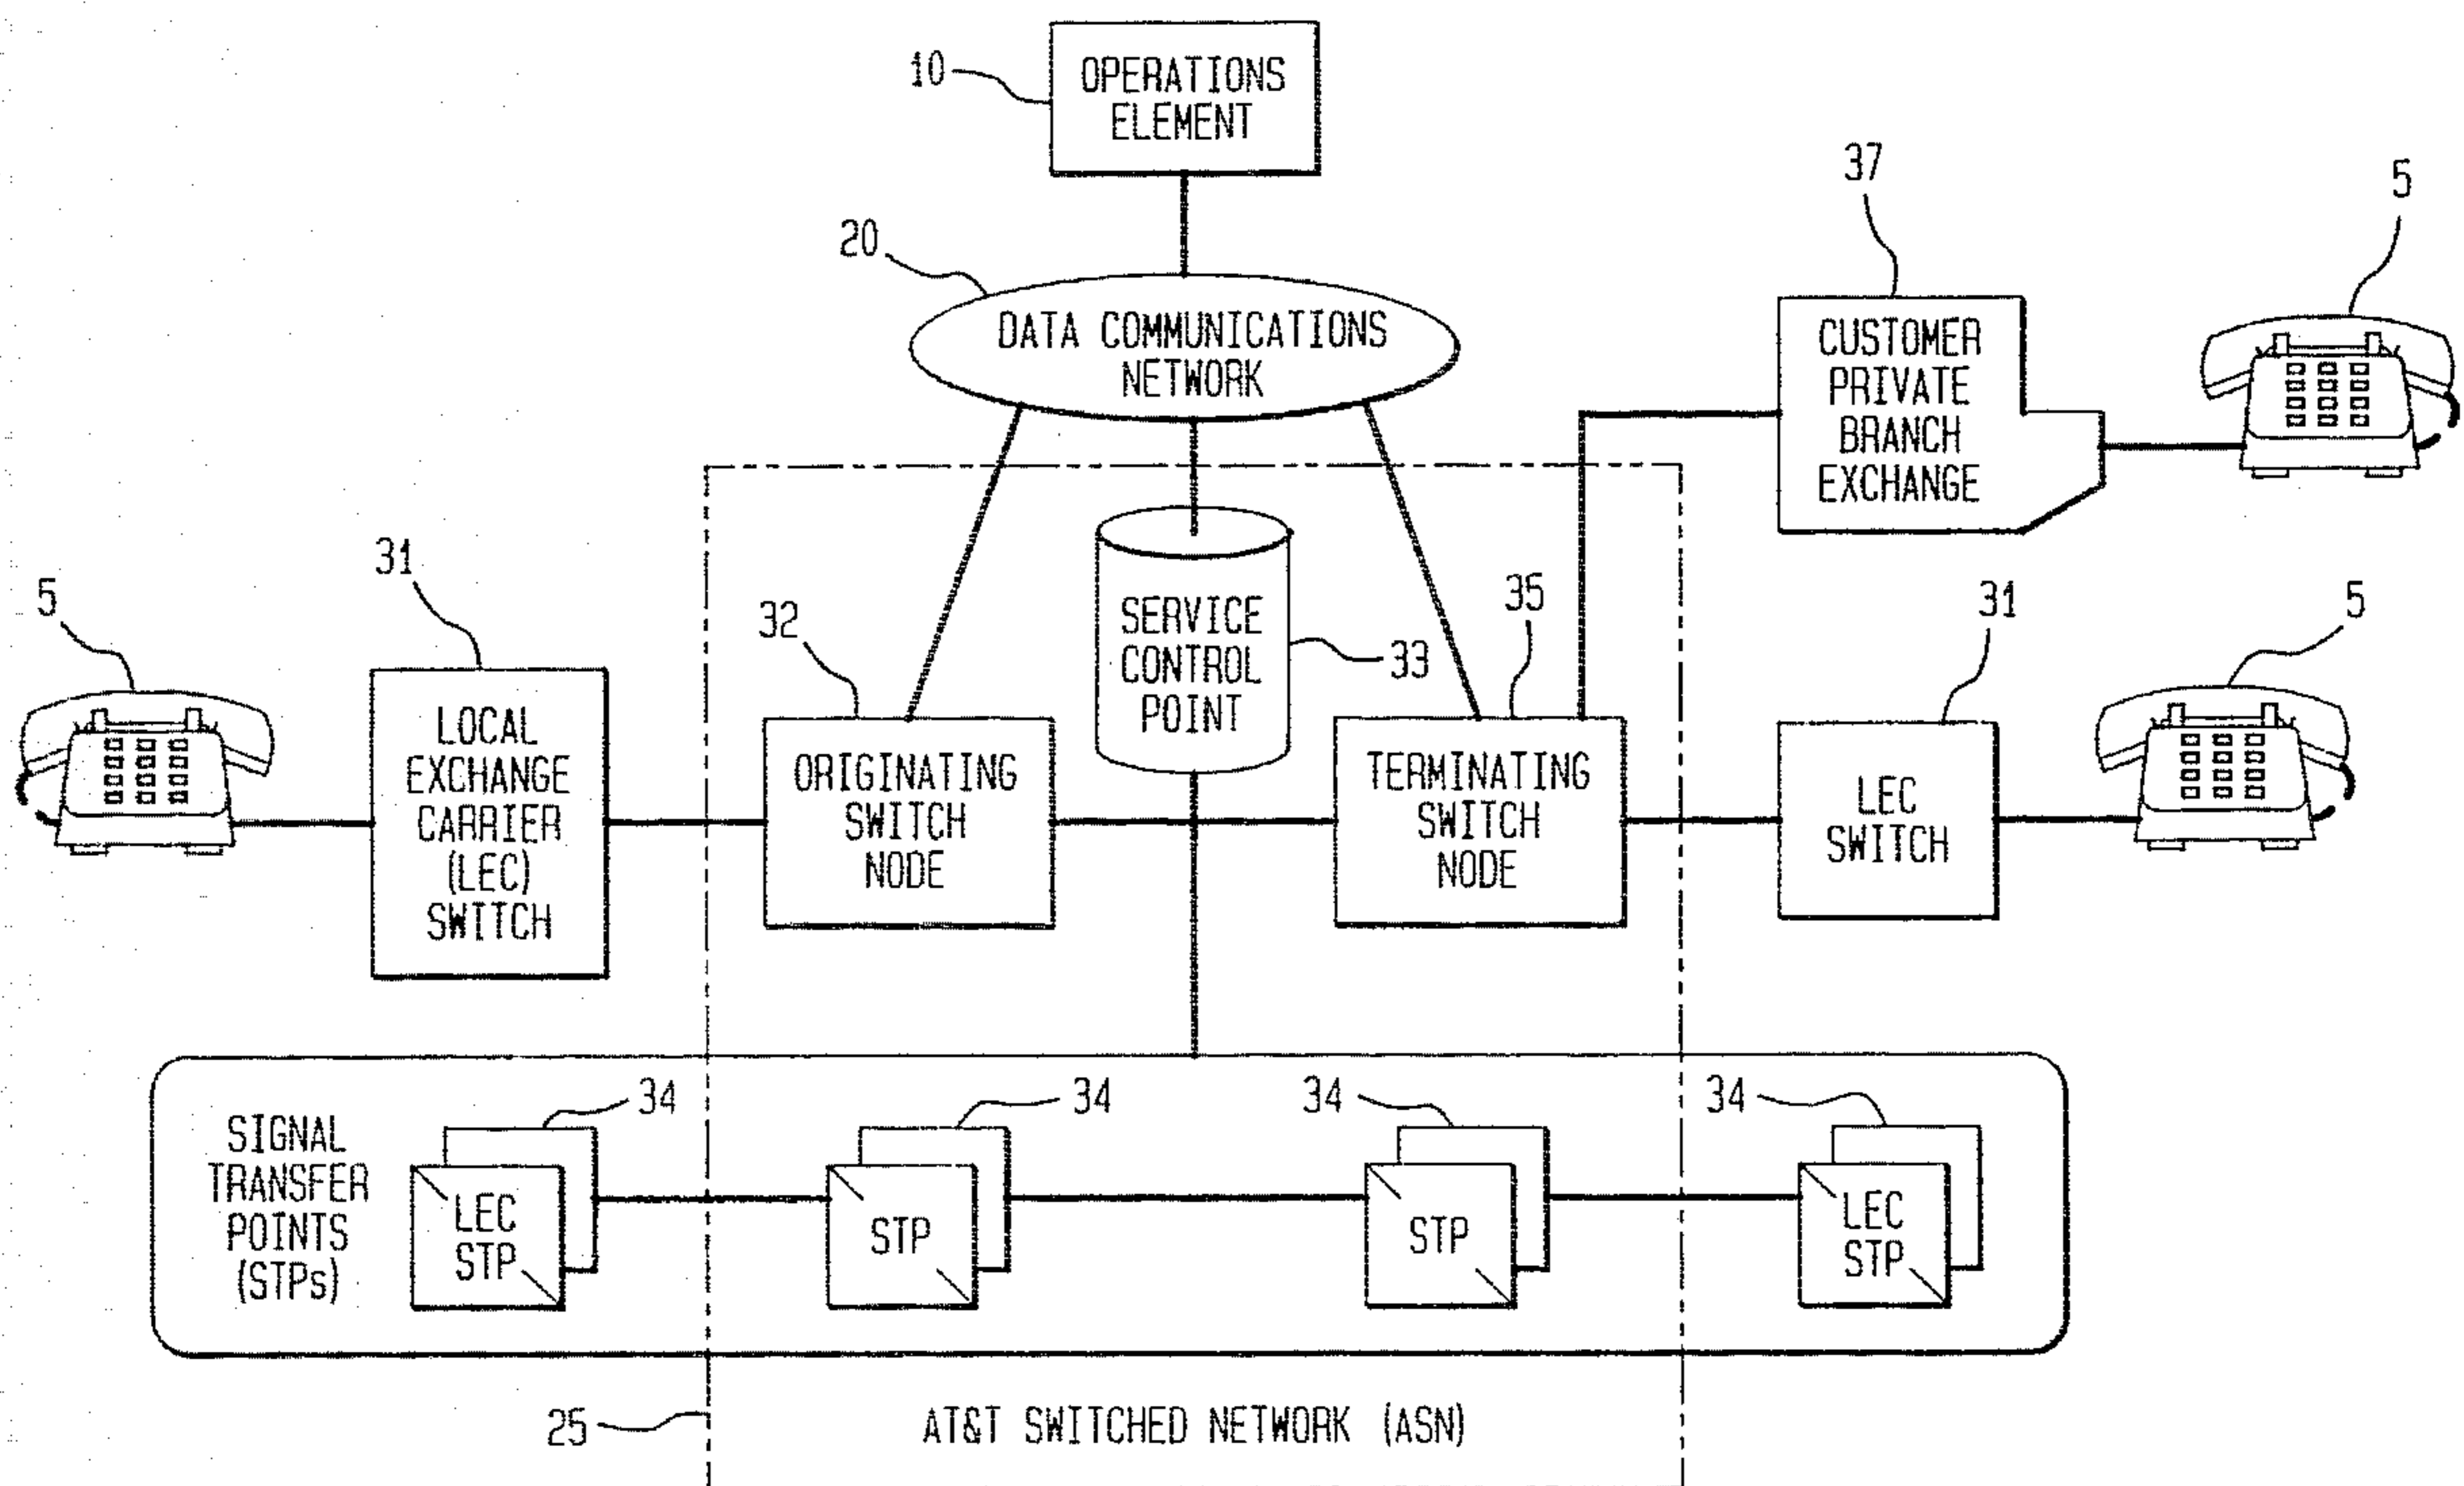 10
OPERATIONS
ELEMENT
20
DATA COMMUNICATIONS
NETWORK
37
CUSTOMER
PRIVATE
BRANCH
EXCHANGE
5
5
31
LOCAL
EXCHANGE
CARRIER
(LEC)
SWITCH
32
ORIGINATING
SWITCH
NODE
SERVICE
CONTROL
POINT
33
35
TERMINATING
SWITCH
NODE
31
LEC
SWITCH
5
SIGNAL
TRANSFER
POINTS
(STPs)
34
LEC
STP
34
STP
34
STP
34
LEC
STP
25
AT&T SWITCHED NETWORK (ASN)